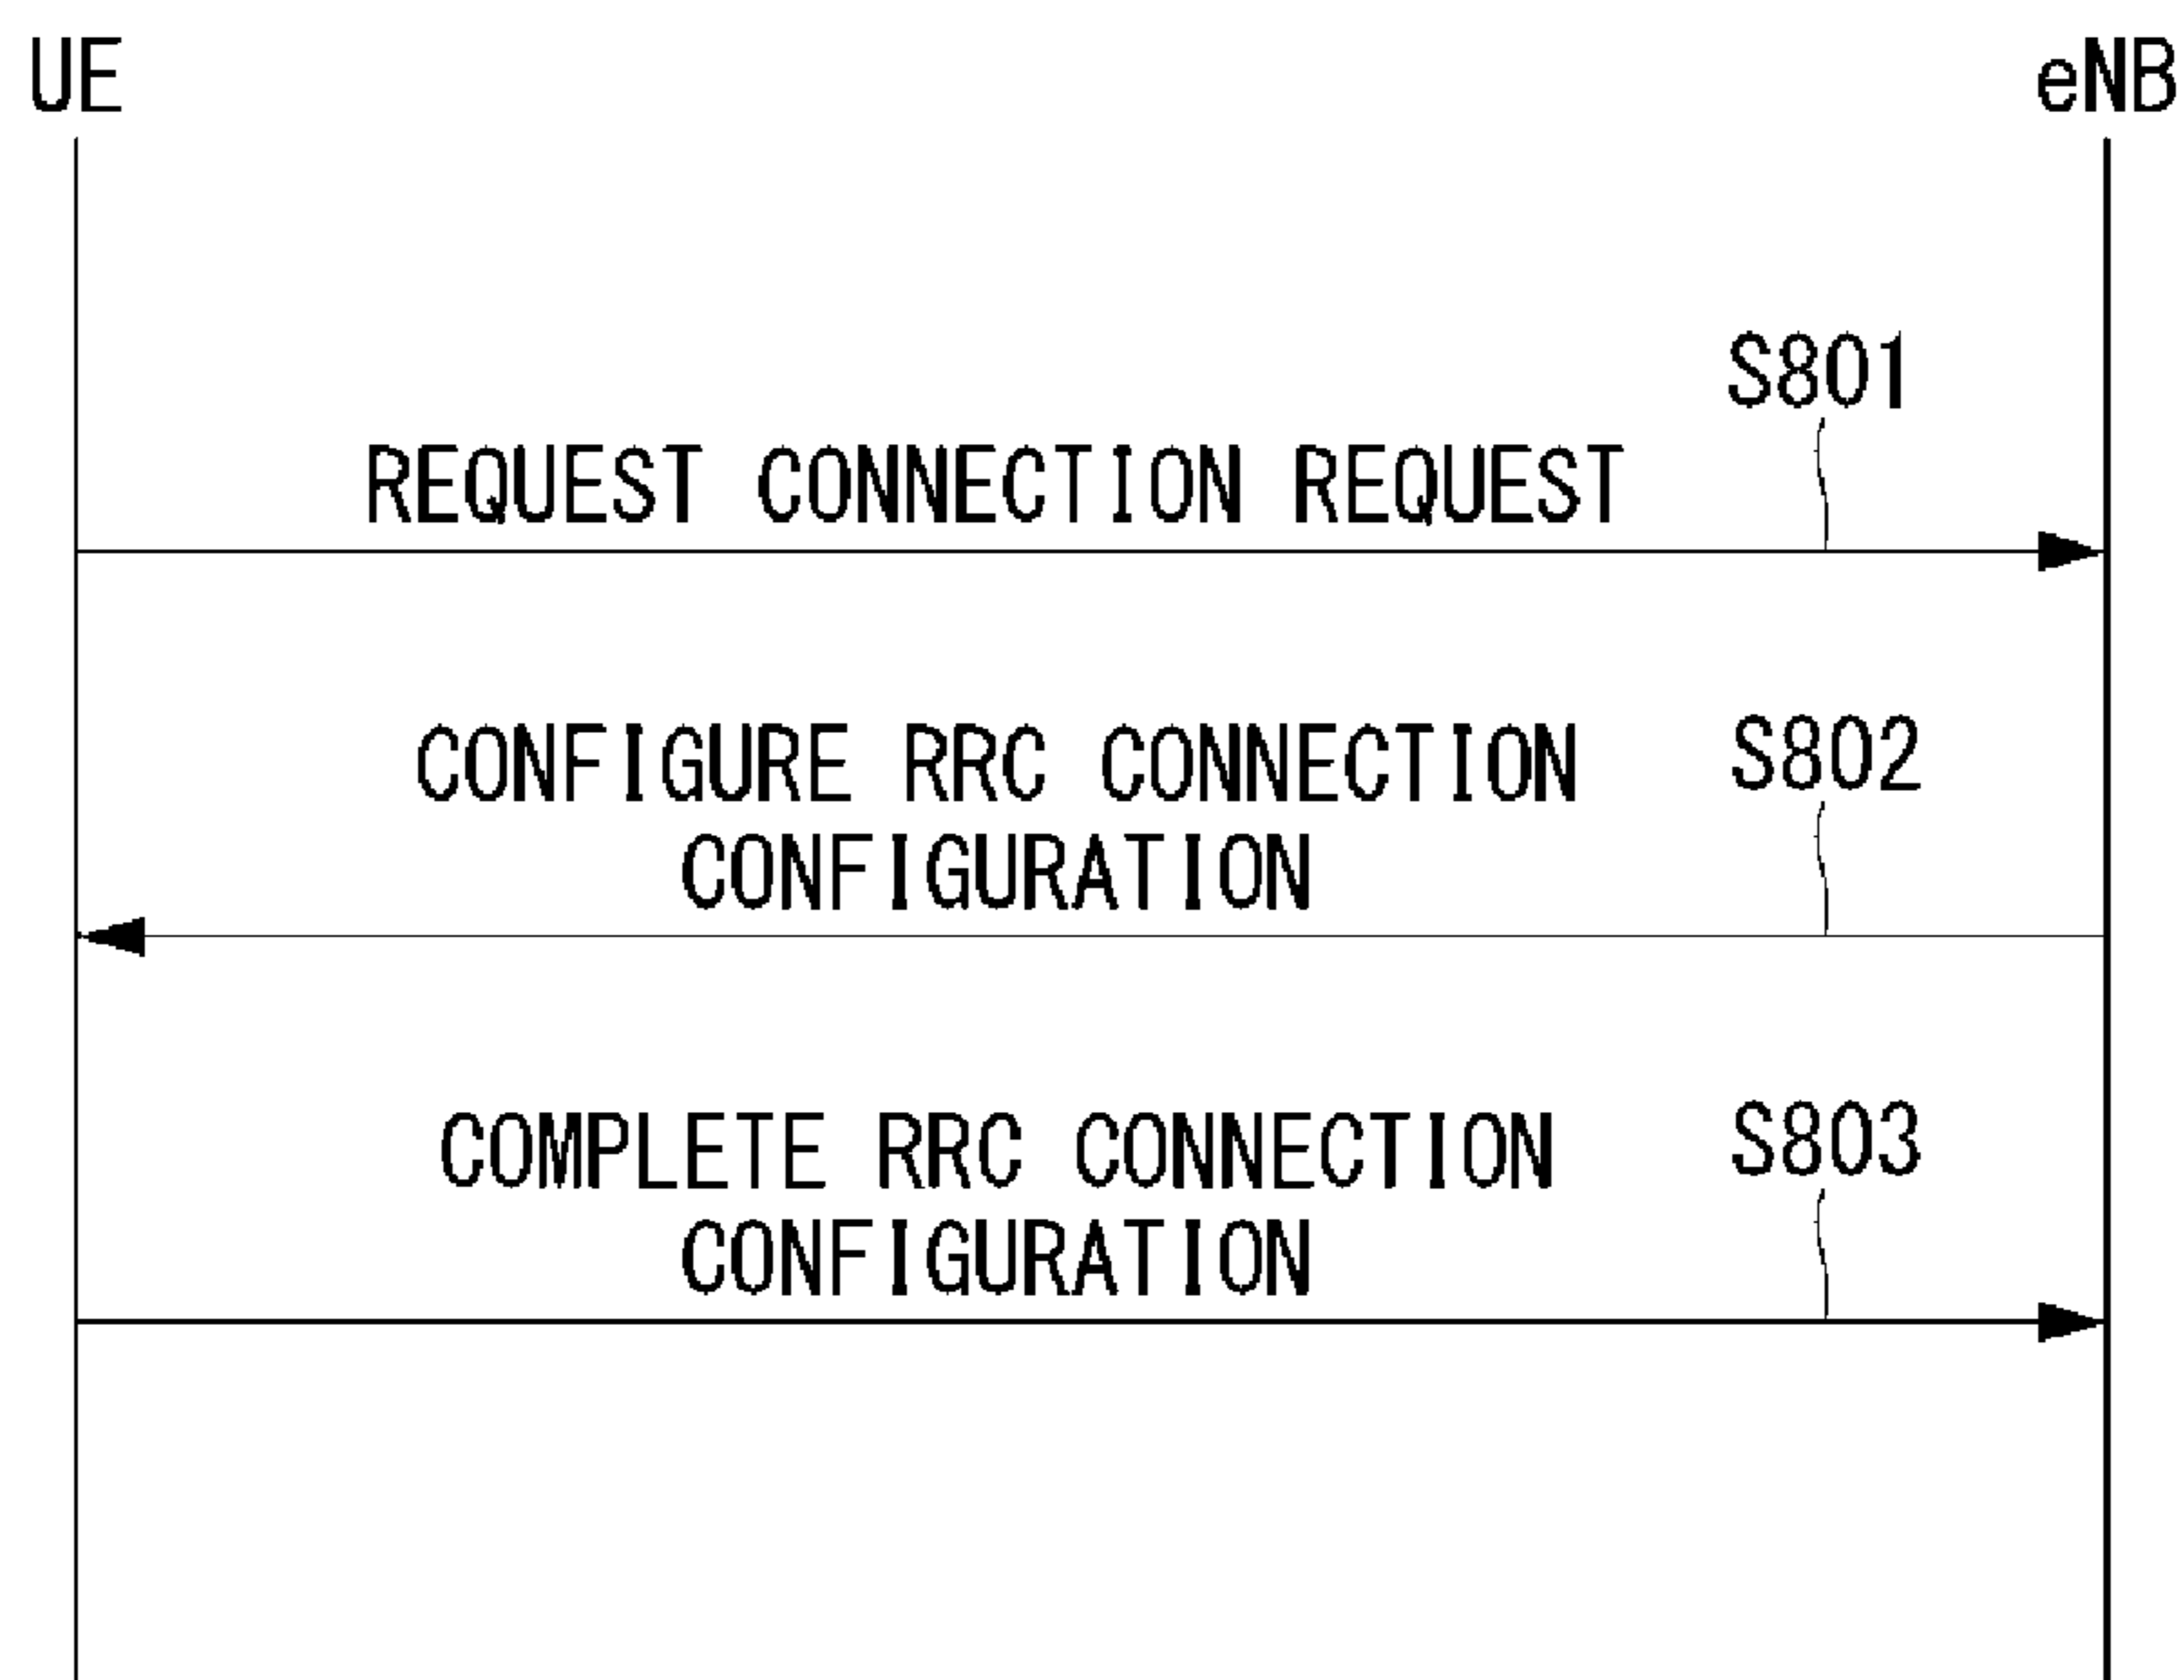 UE
eNB
S801
REQUEST CONNECTION REQUEST
CONFIGURE RRC CONNECTION
S802
CONFIGURATION
COMPLETE RRC CONNECTION
S803
CONFIGURATION